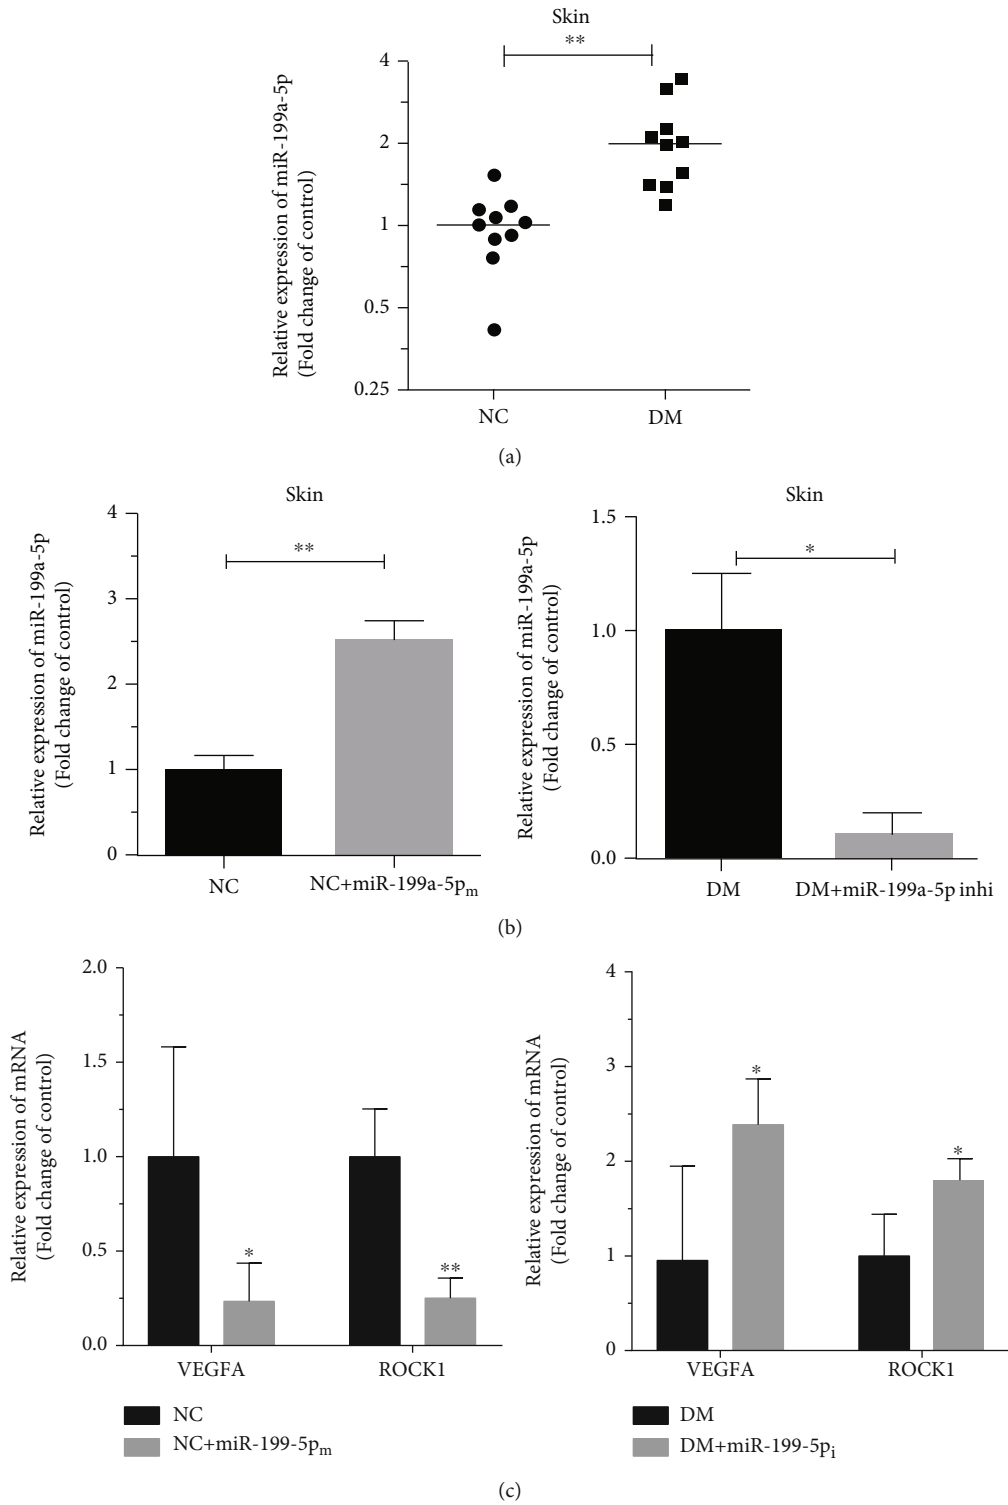 Skin
**
Relative expression of miR-199a-5p
(Fold change of control)
4
2
1
0.5
0.25
NC
DM
(a)
Skin
**
Relative expression of miR-199a-5p
(Fold change of control)
4
3
2
1
0
NC
NC+miR-199a-5pm
Skin
*
Relative expression of miR-199a-5p
(Fold change of control)
1.5
1.0
0.5
0.0
DM
DM+miR-199a-5p inhi
(b)
Relative expression of mRNA
(Fold change of control)
2.0
1.5
1.0
0.5
0.0
*
**
VEGFA
ROCK1
NC
NC+miR-199-5pm
Relative expression of mRNA
(Fold change of control)
4
3
2
1
0
*
*
VEGFA
ROCK1
DM
DM+miR-199-5pi
(c)